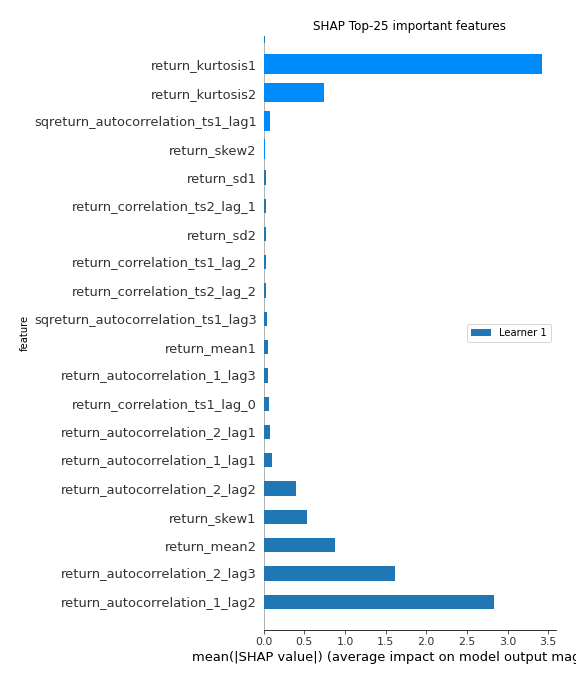 SHAP Top-25 important features
return_kurtosis1
return_kurtosis2
sqreturn_autocorrelation_ts1_lag1
return_skew2
return_sd1
return_correlation_ts2_lag_1
return_sd2
return_correlation_ts1_lag_2
return_correlation_ts2_lag_2
sqreturn_autocorrelation_ts1_lag3
return_mean1
return_autocorrelation_1_lag3
return_correlation_ts1_lag_0
return_autocorrelation_2_lag1
return_autocorrelation_1_lag1
return_autocorrelation_2_lag2
return_skew1
return_mean2
return_autocorrelation_2_lag3
return_autocorrelation_1_lag2
feature
Learner 1
0.0 0.5 1.0 1.5 2.0 2.5 3.0 3.5
mean(|SHAP value|) (average impact on model output mag